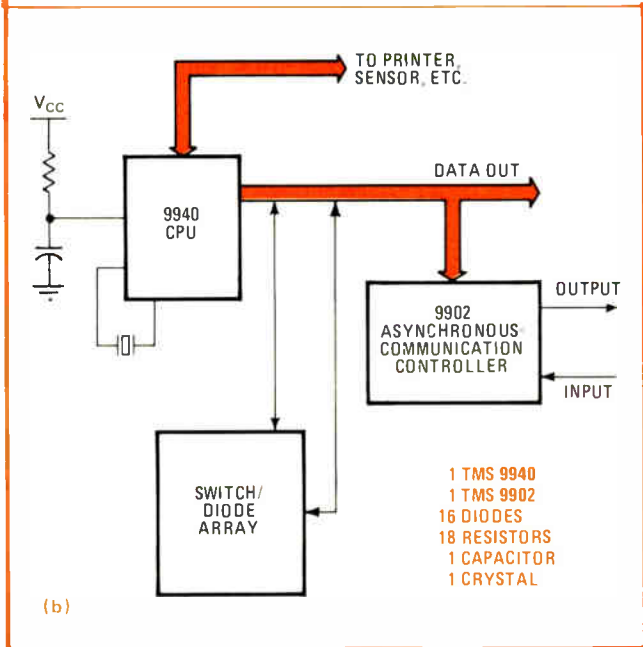 TO PRINTER,
SENSOR, ETC.
VCC
9940
CPU
DATA OUT
9902
ASYNCHRONOUS
COMMUNICATION
CONTROLLER
OUTPUT
INPUT
SWITCH/
DIODE
ARRAY
1 TMS 9940
1 TMS 9902
16 DIODES
18 RESISTORS
1 CAPACITOR
1 CRYSTAL
(b)